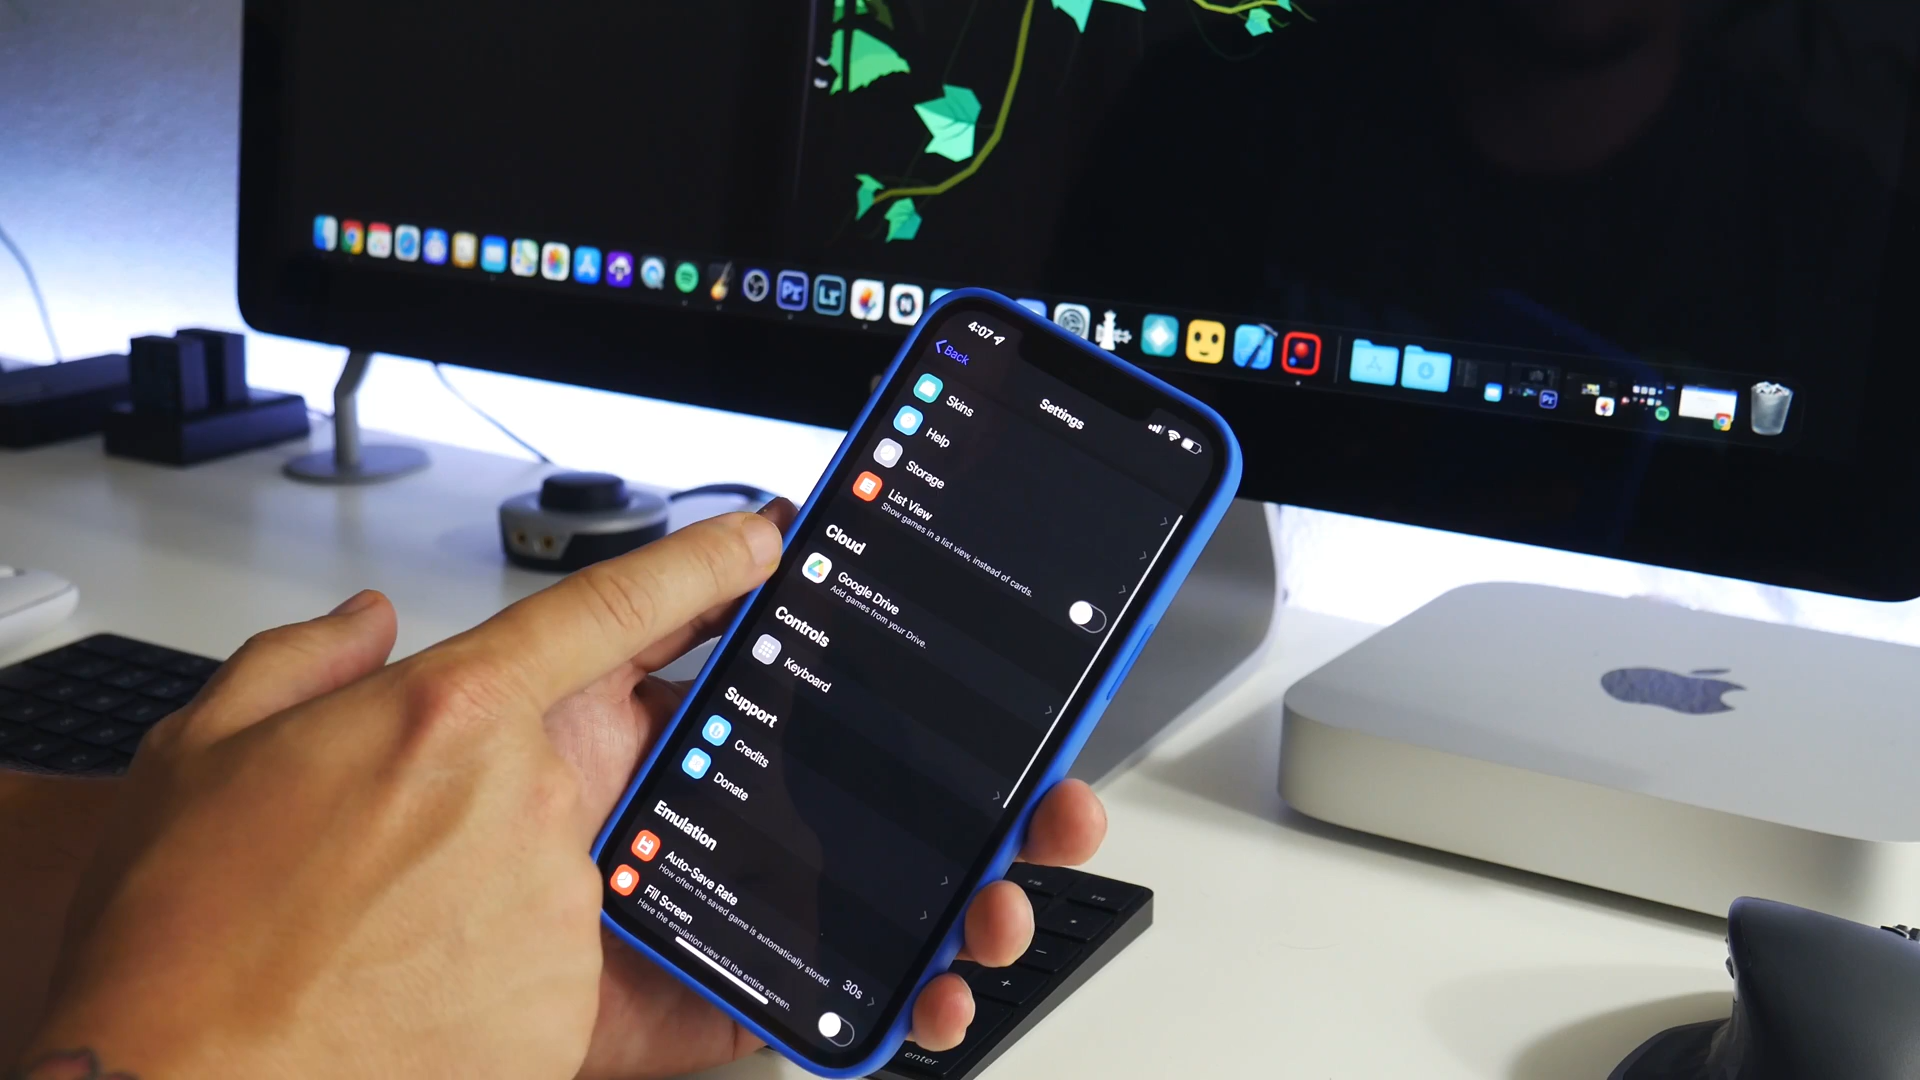 Pr
Lr
4:07
Back
Settings
Skins
Help
Storage
List View
Show games in a list view, instead of cards.
Cloud
Google Drive
Add games from your Drive.
Controls
Keyboard
Support
Credits
Donate
Emulation
Auto-Save Rate
How often the saved game is automatically stored.
30s
Fill Screen
Have the emulation view fill the entire screen.
enter